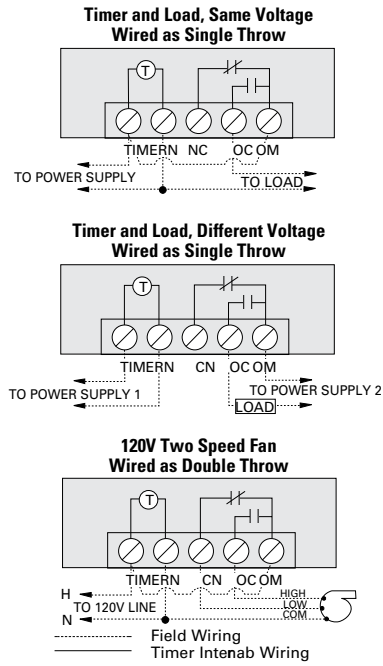 Timer and Load, Same Voltage
Wired as Single Throw
T
TIMERN NC OC OM
TO POWER SUPPLY
TO LOAD
Timer and Load, Different Voltage
Wired as Single Throw
T
TIMERN CN OC OM
TO POWER SUPPLY 1
TO POWER SUPPLY 2
LOAD
120V Two Speed Fan
Wired as Double Throw
T
TIMERN CN OC OM
H
TO 120V LINE
N
HIGH
LOW
COM
Field Wiring
Timer Intenab Wiring